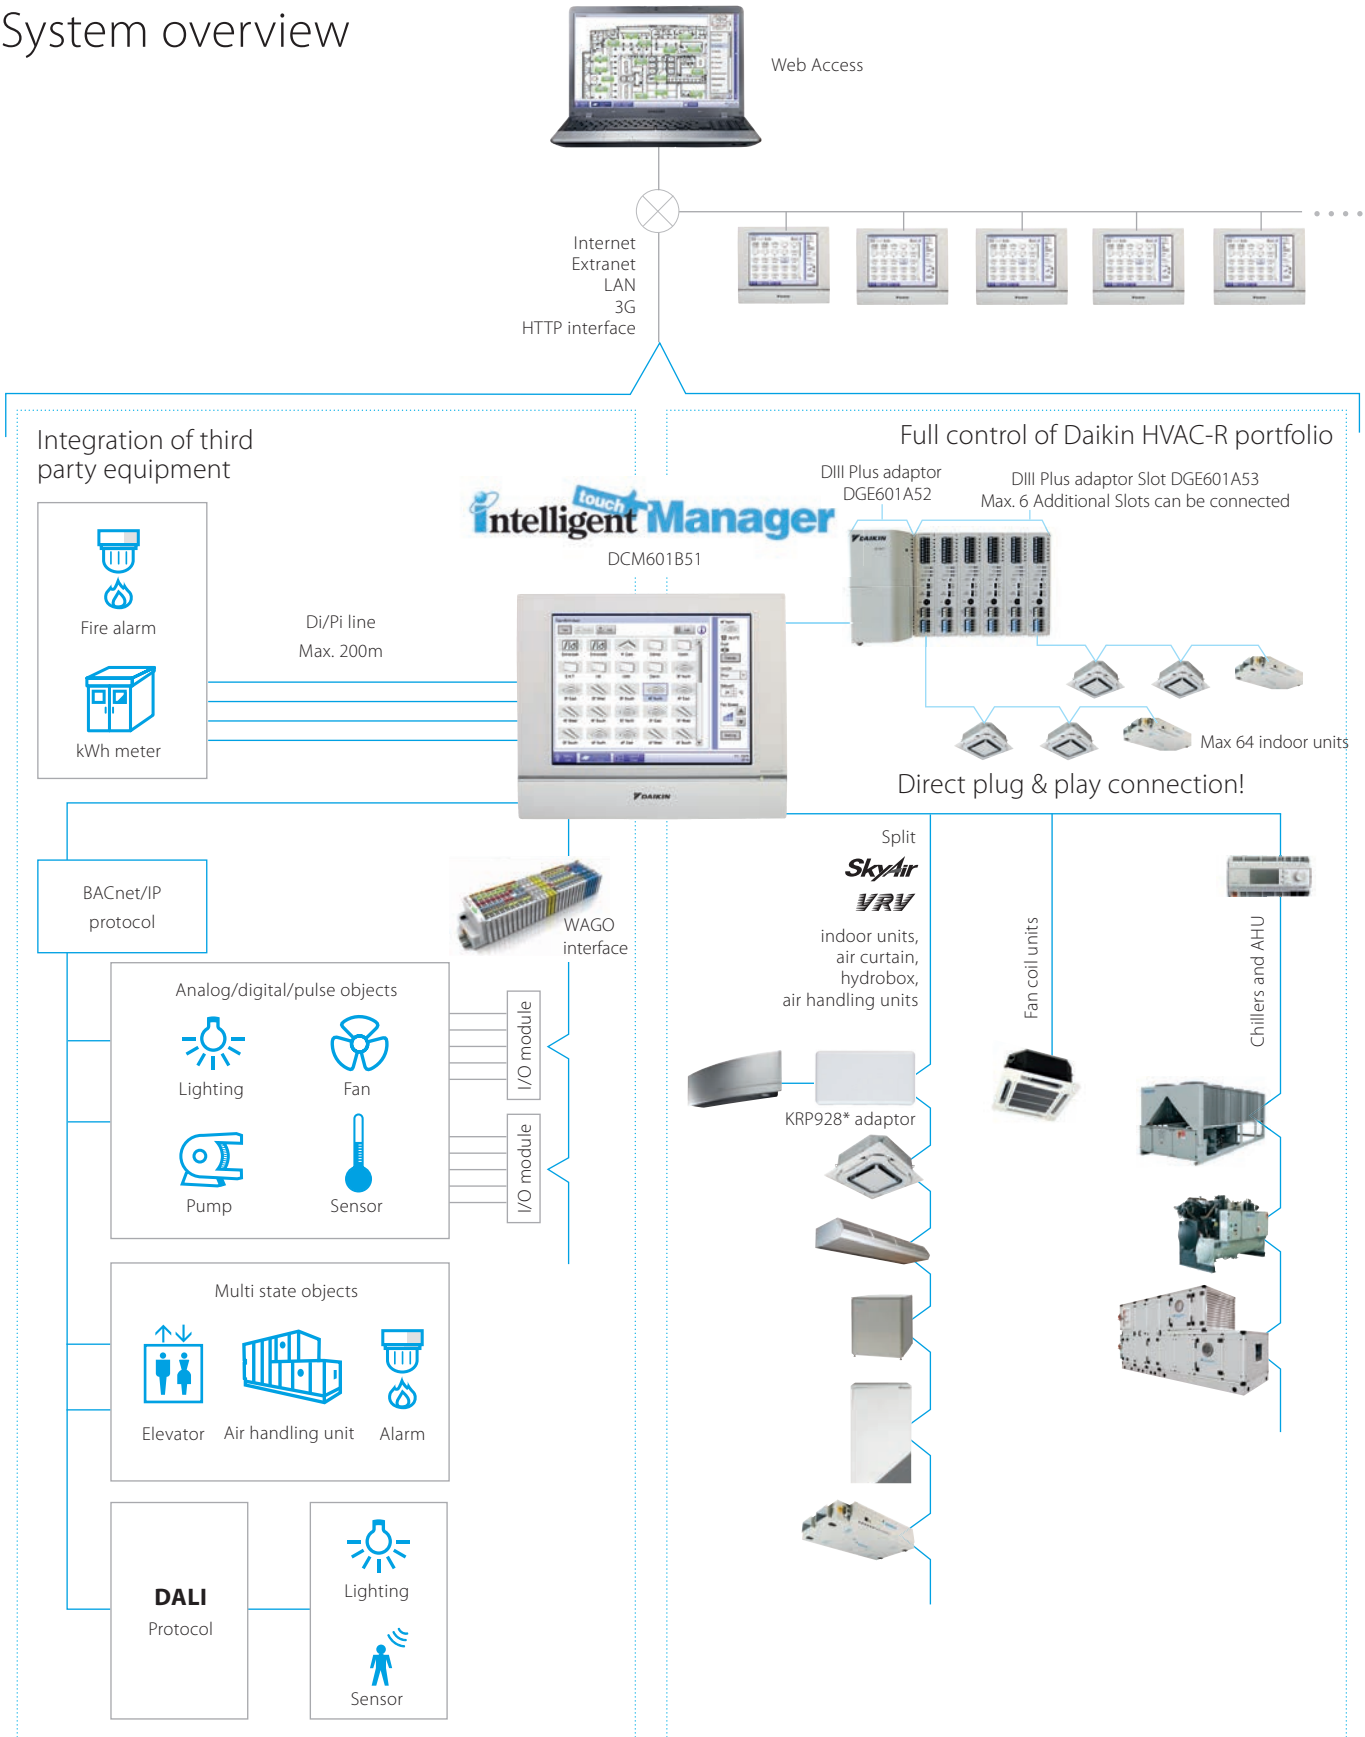 System overview
Web Access
Internet
Extranet
LAN
3G
HTTP interface
Integration of third
party equipment
Fire alarm
kWh meter
Di/Pi line
Max. 200m
intelligent touch Manager
DCM601B51
DAIKIN
Full control of Daikin HVAC-R portfolio
DIII Plus adaptor
DGE601A52
DIII Plus adaptor Slot DGE601A53
Max. 6 Additional Slots can be connected
DAIKIN
Max 64 indoor units
Direct plug & play connection!
BACnet/IP
protocol
WAGO
interface
Analog/digital/pulse objects
Lighting
Fan
Pump
Sensor
I/O module
I/O module
Multi state objects
Elevator
Air handling unit
Alarm
DALI
Protocol
Lighting
Sensor
Split
SkyAir
VRV
indoor units,
air curtain,
hydrobox,
air handling units
KRP928* adaptor
Fan coil units
Chillers and AHU